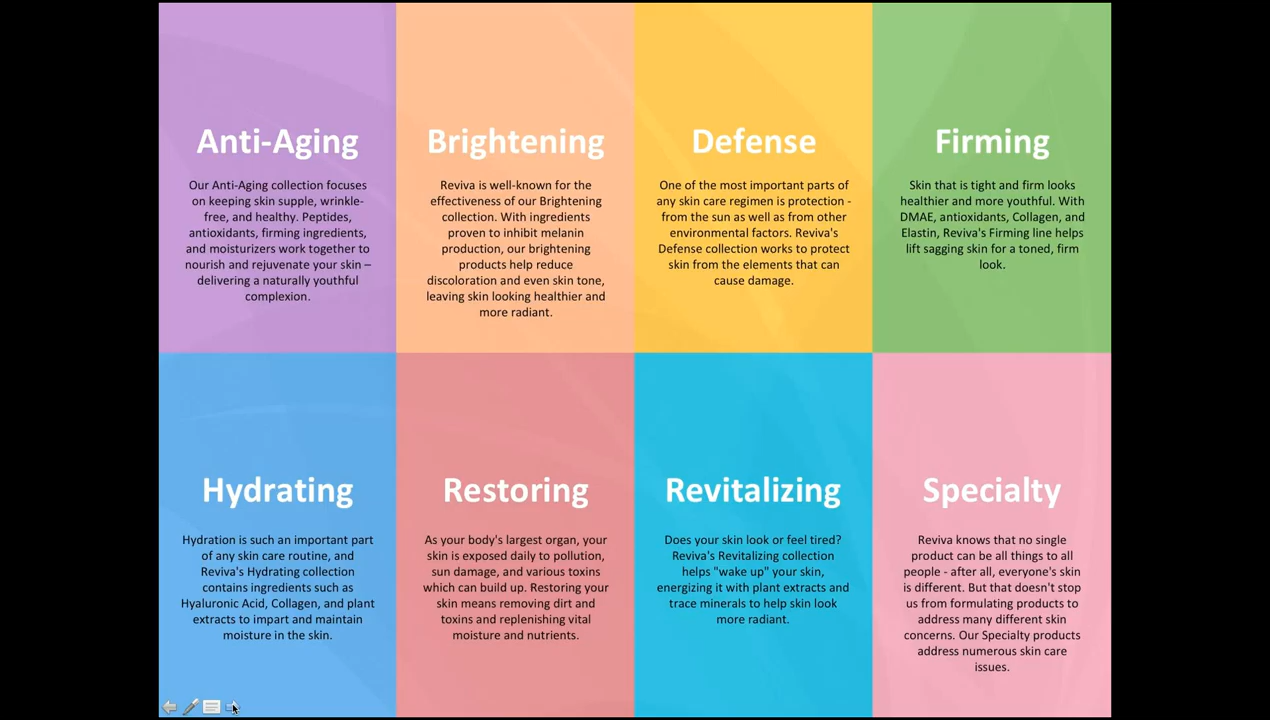 Anti-Aging
Our Anti-Aging collection focuses
on keeping skin supple, wrinkle-
free, and healthy. Peptides,
antioxidants, firming ingredients,
and moisturizers work together to
nourish and rejuvenate your skin –
delivering a naturally youthful
complexion.
Brightening
Reviva is well-known for the
effectiveness of our Brightening
collection. With ingredients
proven to inhibit melanin
production, our brightening
products help reduce
discoloration and even skin tone,
leaving skin looking healthier and
more radiant.
Defense
One of the most important parts of
any skin care regimen is protection -
from the sun as well as from other
environmental factors. Reviva's
Defense collection works to protect
skin from the elements that can
cause damage.
Firming
Skin that is tight and firm looks
healthier and more youthful. With
DMAE, antioxidants, Collagen, and
Elastin, Reviva's Firming line helps
lift sagging skin for a toned, firm
look.
Hydrating
Hydration is such an important part
of any skin care routine, and
Reviva's Hydrating collection
contains ingredients such as
Hyaluronic Acid, Collagen, and plant
extracts to impart and maintain
moisture in the skin.
Restoring
As your body's largest organ, your
skin is exposed daily to pollution,
sun damage, and various toxins
which can build up. Restoring your
skin means removing dirt and
toxins and replenishing vital
moisture and nutrients.
Revitalizing
Does your skin look or feel tired?
Reviva's Revitalizing collection
helps "wake up" your skin,
energizing it with plant extracts and
trace minerals to help skin look
more radiant.
Specialty
Reviva knows that no single
product can be all things to all
people - after all, everyone's skin
is different. But that doesn't stop
us from formulating products to
address many different skin
concerns. Our Specialty products
address numerous skin care
issues.